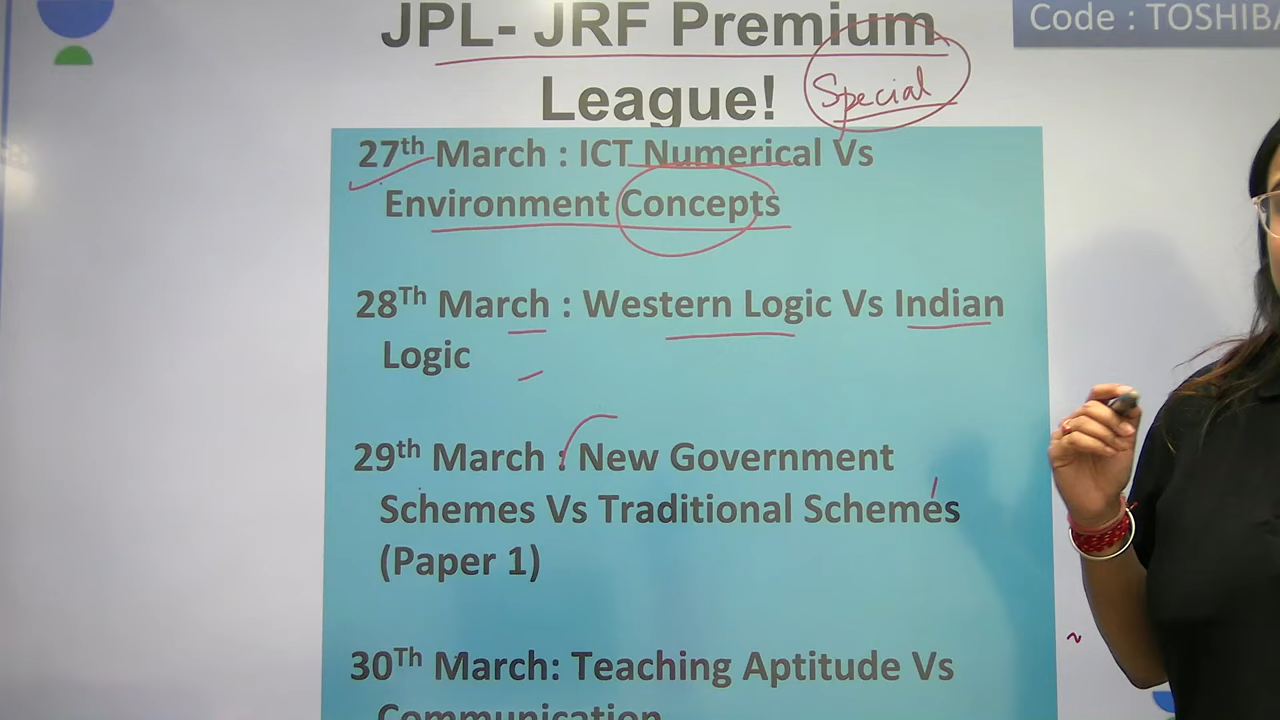 JPL- JRF Premium
League!
Special
Code : TOSHIBA
27th March : ICT Numerical Vs
Environment Concepts
28Th March : Western Logic Vs Indian
Logic
29th March : New Government
Schemes Vs Traditional Schemes
(Paper 1)
30Th March: Teaching Aptitude Vs
Communication